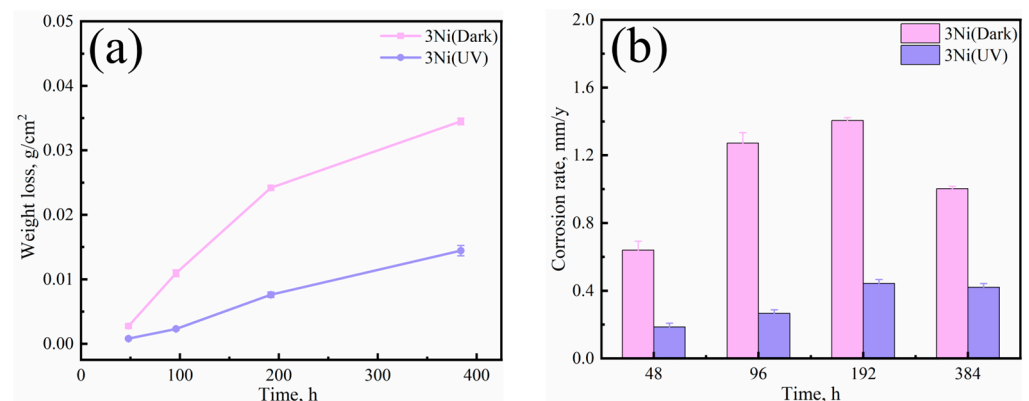 (a)
3Ni(Dark)
3Ni(UV)
Weight loss, g/cm²
0.05
0.04
0.03
0.02
0.01
0.00
0 100 200 300 400
Time, h
(b)
3Ni(Dark)
3Ni(UV)
Corrosion rate, mm/y
2.0
1.6
1.2
0.8
0.4
0.0
48 96 192 384
Time, h